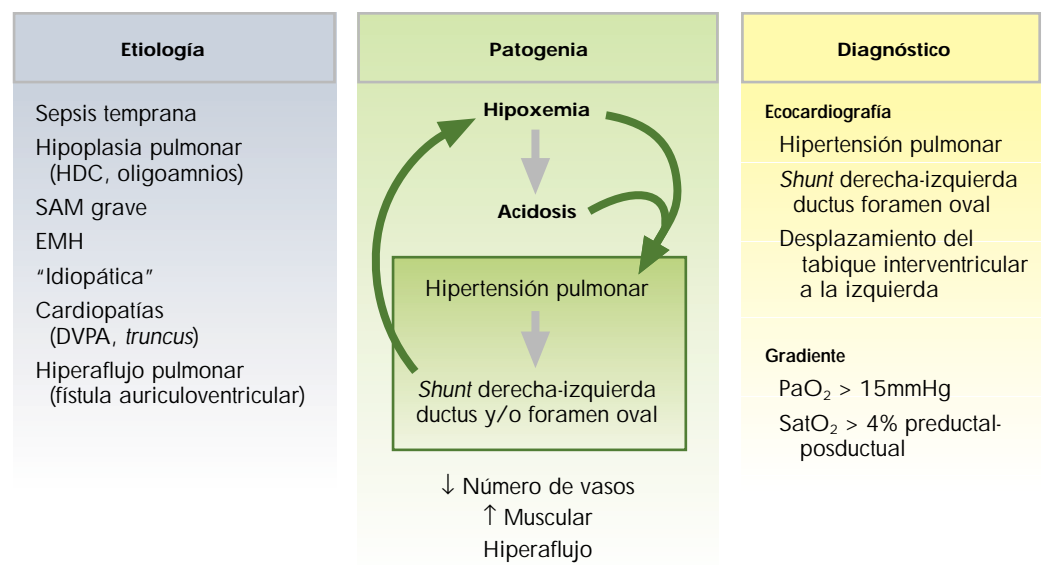 Etiología
Sepsis temprana
Hipoplasia pulmonar
(HDC, oligoamnios)
SAM grave
EMH
“Idiopática”
Cardiopatías
(DVPA, truncus)
Hiperaflujo pulmonar
(fístula auriculoventricular)
Patogenia
Hipoxemia
Acidosis
Hipertensión pulmonar
Shunt derecha-izquierda
ductus y/o foramen oval
↓ Número de vasos
↑ Muscular
Hiperaflujo
Diagnóstico
Ecocardiografía
Hipertensión pulmonar
Shunt derecha-izquierda
ductus foramen oval
Desplazamiento del
tabique interventricular
a la izquierda
Gradiente
PaO₂ > 15mmHg
SatO₂ > 4% preductal-
posductual